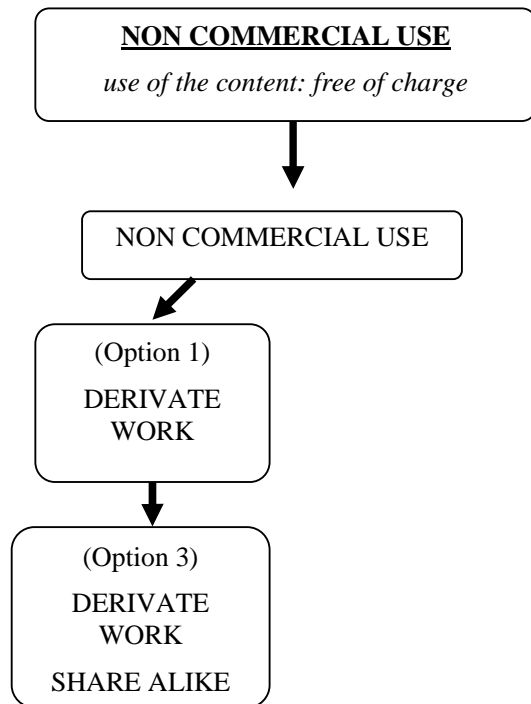 NON COMMERCIAL USE
use of the content: free of charge
NON COMMERCIAL USE
(Option 1)
DERIVATE
WORK
(Option 3)
DERIVATE
WORK
SHARE ALIKE